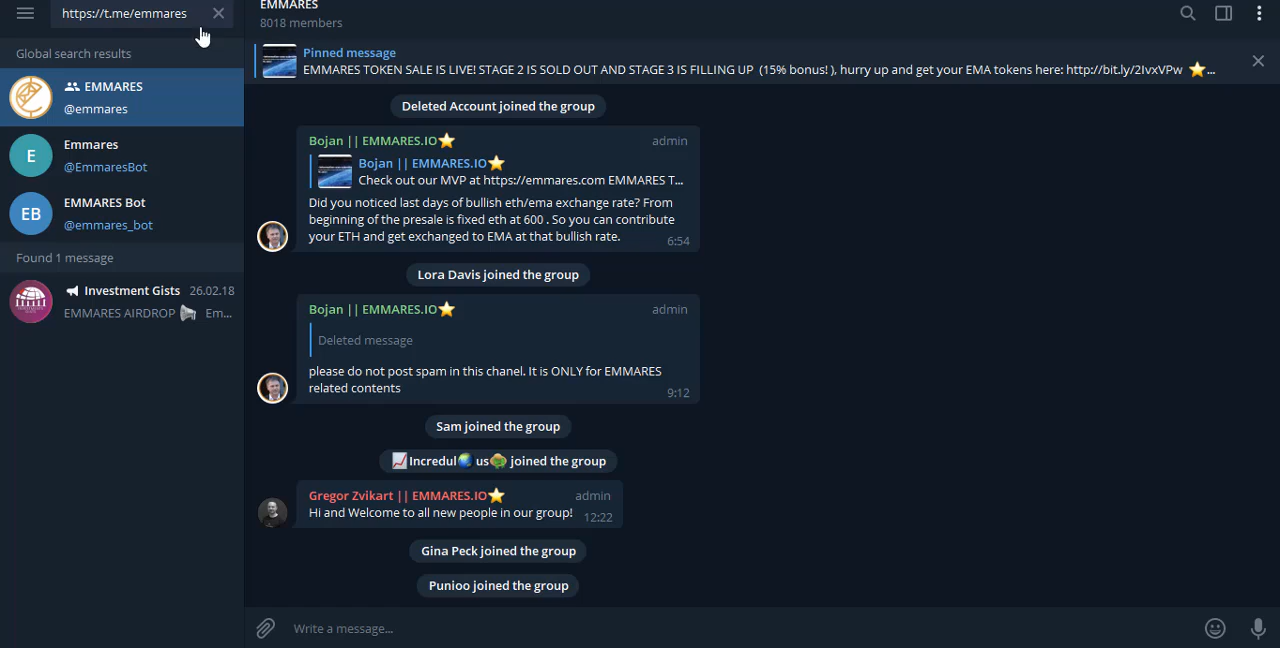 https://t.me/emmares
Global search results
EMMARES
@emmares
E
Emmares
@EmmaresBot
EB
EMMARES Bot
@emmares_bot
Found 1 message
Investment Gists 26.02.18
EMMARES AIRDROP Em...
EMMARES
8018 members
Pinned message
EMMARES TOKEN SALE IS LIVE! STAGE 2 IS SOLD OUT AND STAGE 3 IS FILLING UP (15% bonus! ), hurry up and get your EMA tokens here: http://bit.ly/2IvxVPw ⭐...
Deleted Account joined the group
Bojan || EMMARES.IO⭐ admin
Bojan || EMMARES.IO⭐
Check out our MVP at https://emmares.com EMMARES T...
Did you noticed last days of bullish eth/ema exchange rate? From
beginning of the presale is fixed eth at 600 . So you can contribute
your ETH and get exchanged to EMA at that bullish rate. 6:54
Lora Davis joined the group
Bojan || EMMARES.IO⭐ admin
Deleted message
please do not post spam in this chanel. It is ONLY for EMMARES
related contents 9:12
Sam joined the group
📈Incredul🌏us🐡 joined the group
Gregor Zvikart || EMMARES.IO⭐ admin
Hi and Welcome to all new people in our group! 12:22
Gina Peck joined the group
Punioo joined the group
Write a message...